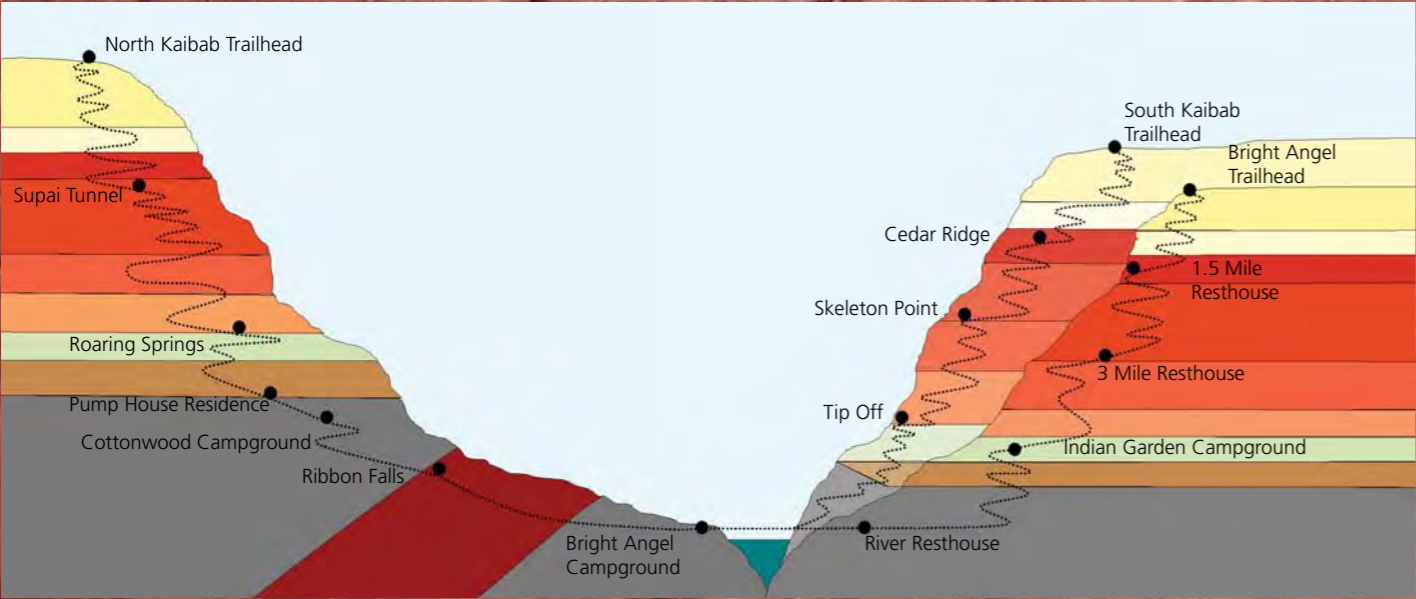 North Kaibab Trailhead
Supai Tunnel
Roaring Springs
Pump House Residence
Cottonwood Campground
Ribbon Falls
Bright Angel
Campground
South Kaibab
Trailhead
Bright Angel
Trailhead
Cedar Ridge
1.5 Mile
Resthouse
Skeleton Point
3 Mile Resthouse
Tip Off
Indian Garden Campground
River Resthouse